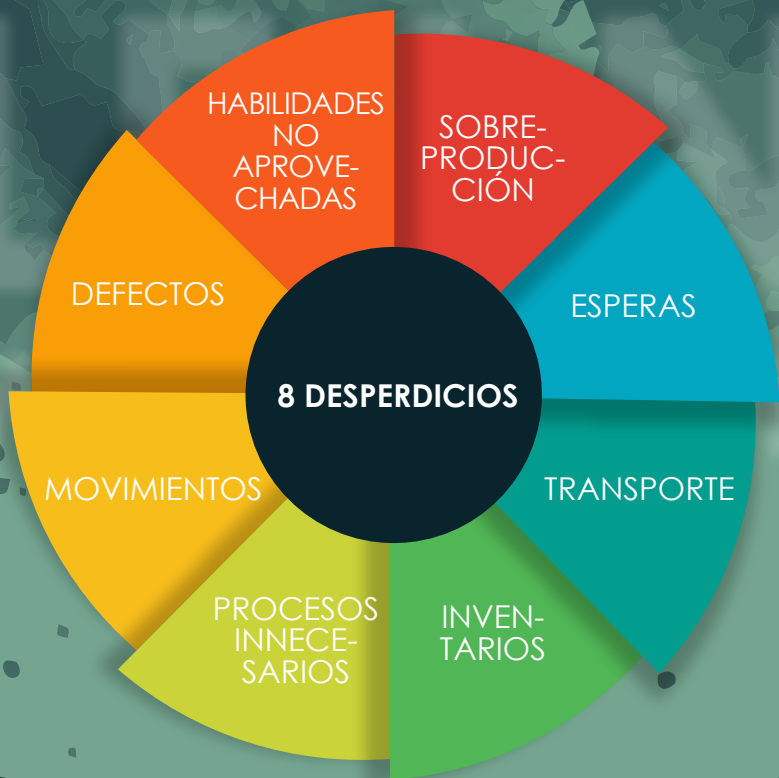 HABILIDADES
NO
APROVE-
CHADAS
SOBRE-
PRODUC-
CIÓN
ESPERAS
TRANSPORTE
INVEN-
TARIOS
PROCESOS
INNECE-
SARIOS
MOVIMIENTOS
DEFECTOS
8 DESPERDICIOS